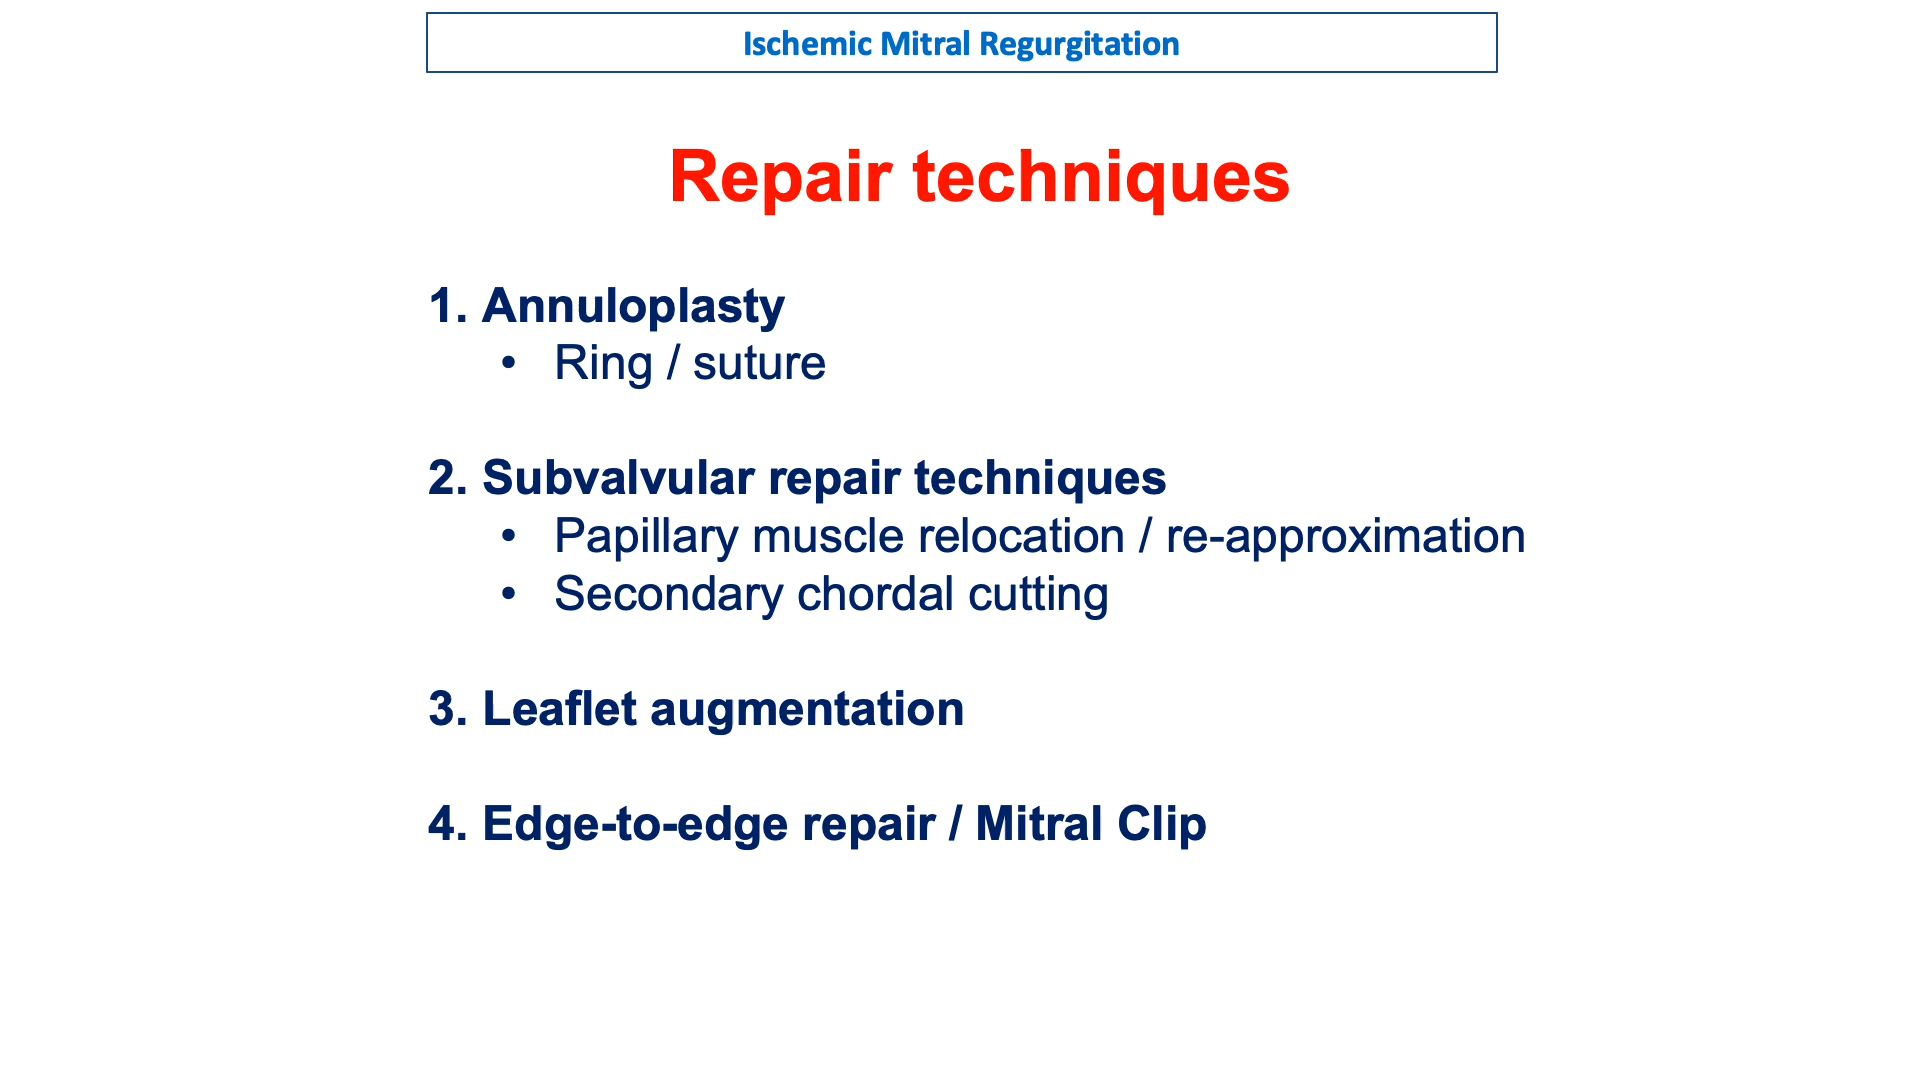 Ischemic Mitral Regurgitation
Repair techniques
1. Annuloplasty
• Ring / suture
2. Subvalvular repair techniques
• Papillary muscle relocation / re-approximation
• Secondary chordal cutting
3. Leaflet augmentation
4. Edge-to-edge repair / Mitral Clip